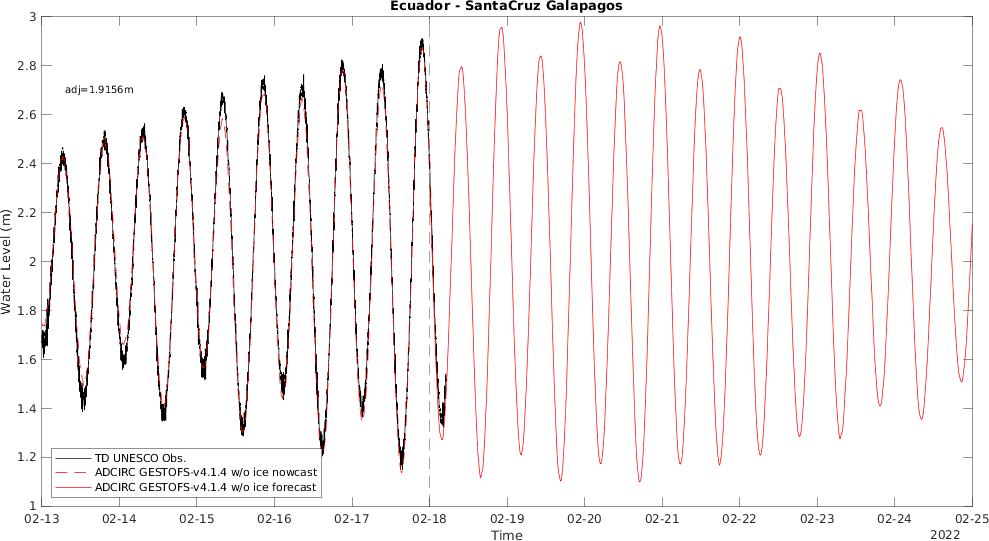 Ecuador - SantaCruz Galapagos
3
2.8
2.6
2.4
2.2
2
1.8
1.6
1.4
1.2
1
Water Level (m)
adj=1.9156m
TD UNESCO Obs.
ADCIRC GESTOFS-v4.1.4 w/o ice nowcast
ADCIRC GESTOFS-v4.1.4 w/o ice forecast
02-13 02-14 02-15 02-16 02-17 02-18 02-19 02-20 02-21 02-22 02-23 02-24 02-25
Time
2022